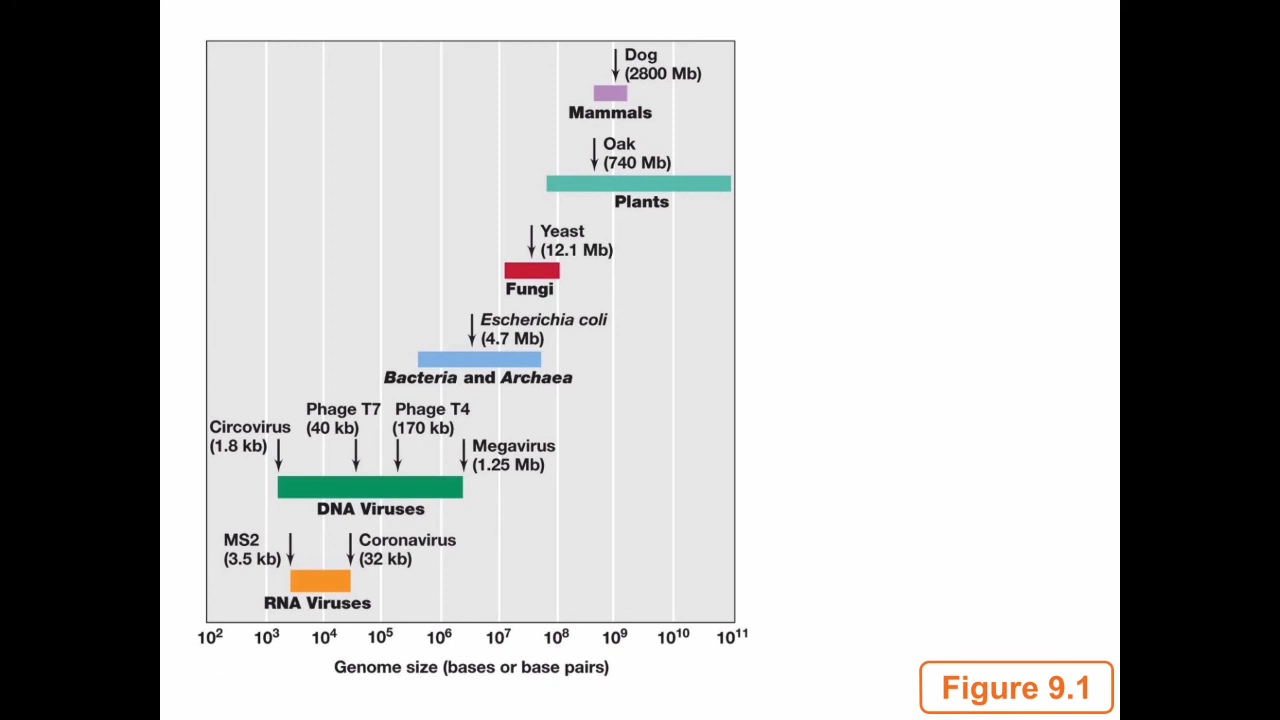 Dog
(2800 Mb)
Mammals
Oak
(740 Mb)
Plants
Yeast
(12.1 Mb)
Fungi
Escherichia coli
(4.7 Mb)
Bacteria and Archaea
Circovirus
(1.8 kb)
Phage T7
(40 kb)
Phage T4
(170 kb)
Megavirus
(1.25 Mb)
DNA Viruses
MS2
(3.5 kb)
Coronavirus
(32 kb)
RNA Viruses
10² 10³ 10⁴ 10⁵ 10⁶ 10⁷ 10⁸ 10⁹ 10¹⁰ 10¹¹
Genome size (bases or base pairs)
Figure 9.1